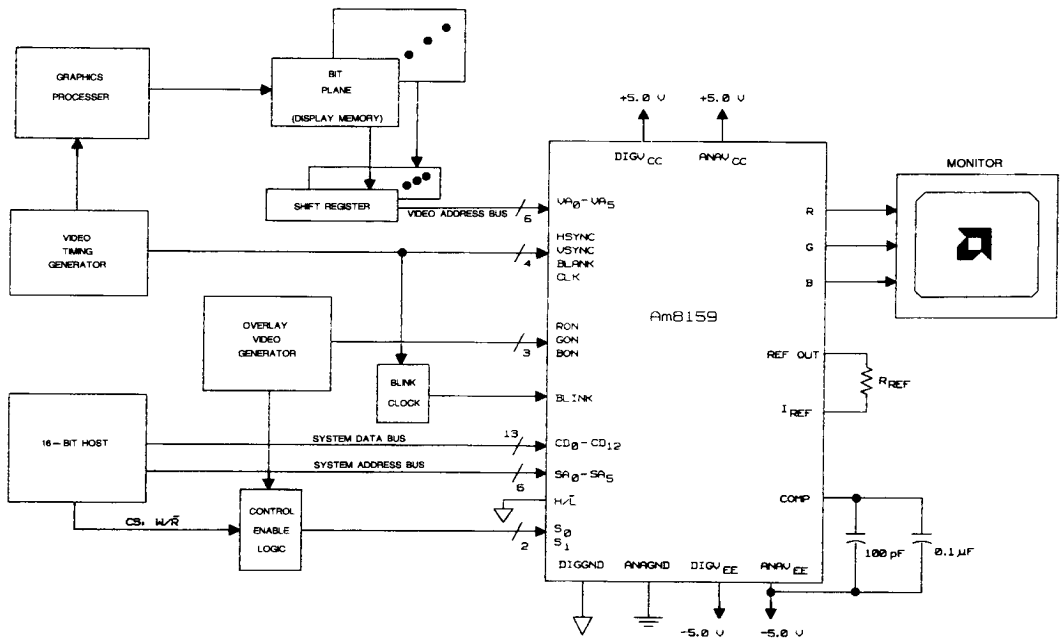 GRAPHICS
PROCESSER
BIT
PLANE
(DISPLAY MEMORY)
SHIFT REGISTER
VIDEO ADDRESS BUS
6
VIDEO
TIMING
GENERATOR
4
OVERLAY
VIDEO
GENERATOR
3
BLINK
CLOCK
16-BIT HOST
SYSTEM DATA BUS
13
SYSTEM ADDRESS BUS
6
CS, W/R̅
CONTROL
ENABLE
LOGIC
2
+5.0 V
+5.0 V
DIGVCC
ANAVCC
VA0-VA5
HSYNC
VSYNC
BLANK
CLK
RON
GON
BON
BLINK
CD0-CD12
SA0-SA5
H/L̅
S0
S1
Am8159
R
G
B
REF OUT
IREF
COMP
DIGGND
ANAGND
DIGVEE
ANAVEE
-5.0 V
-5.0 V
MONITOR
RREF
100 pF
0.1 µF